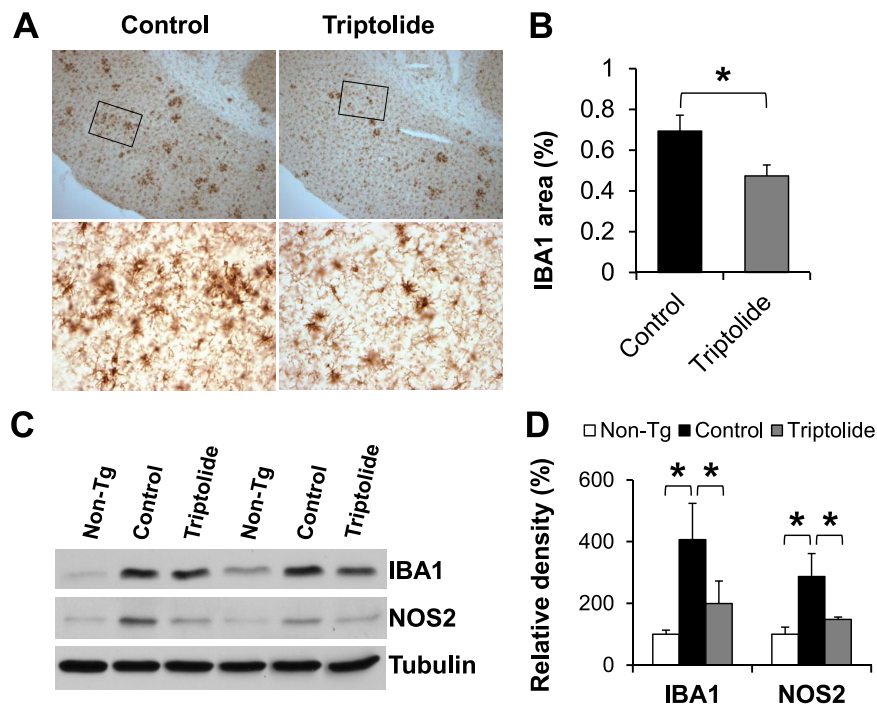 A
Control
Triptolide
B
*
IBA1 area (%)
1
0.8
0.6
0.4
0.2
0
Control
Triptolide
C
Non-Tg
Control
Triptolide
Non-Tg
Control
Triptolide
IBA1
NOS2
Tubulin
D
Non-Tg Control Triptolide
Relative density (%)
600
400
200
0
* *
* *
IBA1 NOS2